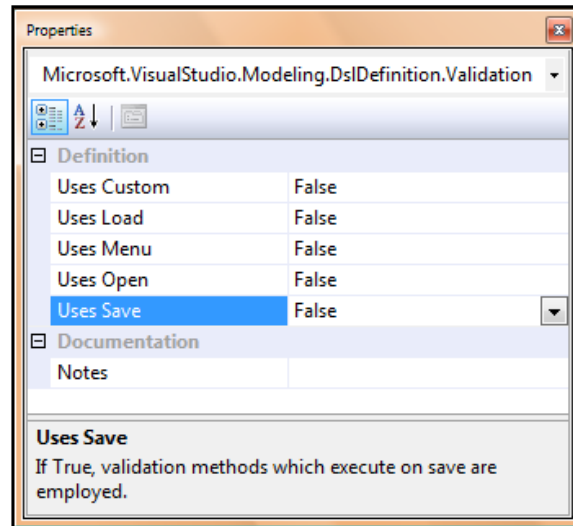 Properties
Microsoft.VisualStudio.Modeling.DslDefinition.Validation
A
Z
Definition
Uses Custom False
Uses Load False
Uses Menu False
Uses Open False
Uses Save False
Documentation
Notes
Uses Save
If True, validation methods which execute on save are
employed.